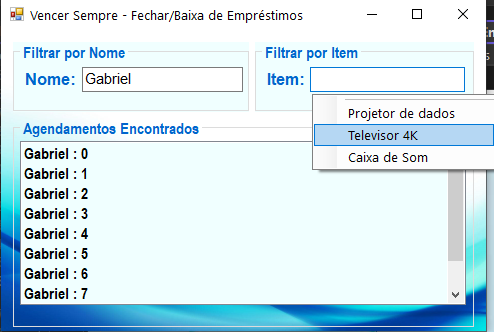 Vencer Sempre - Fechar/Baixa de Empréstimos
Filtrar por Nome
Nome: Gabriel
Filtrar por Item
Item:
Projetor de dados
Televisor 4K
Caixa de Som
Agendamentos Encontrados
Gabriel : 0
Gabriel : 1
Gabriel : 2
Gabriel : 3
Gabriel : 4
Gabriel : 5
Gabriel : 6
Gabriel : 7